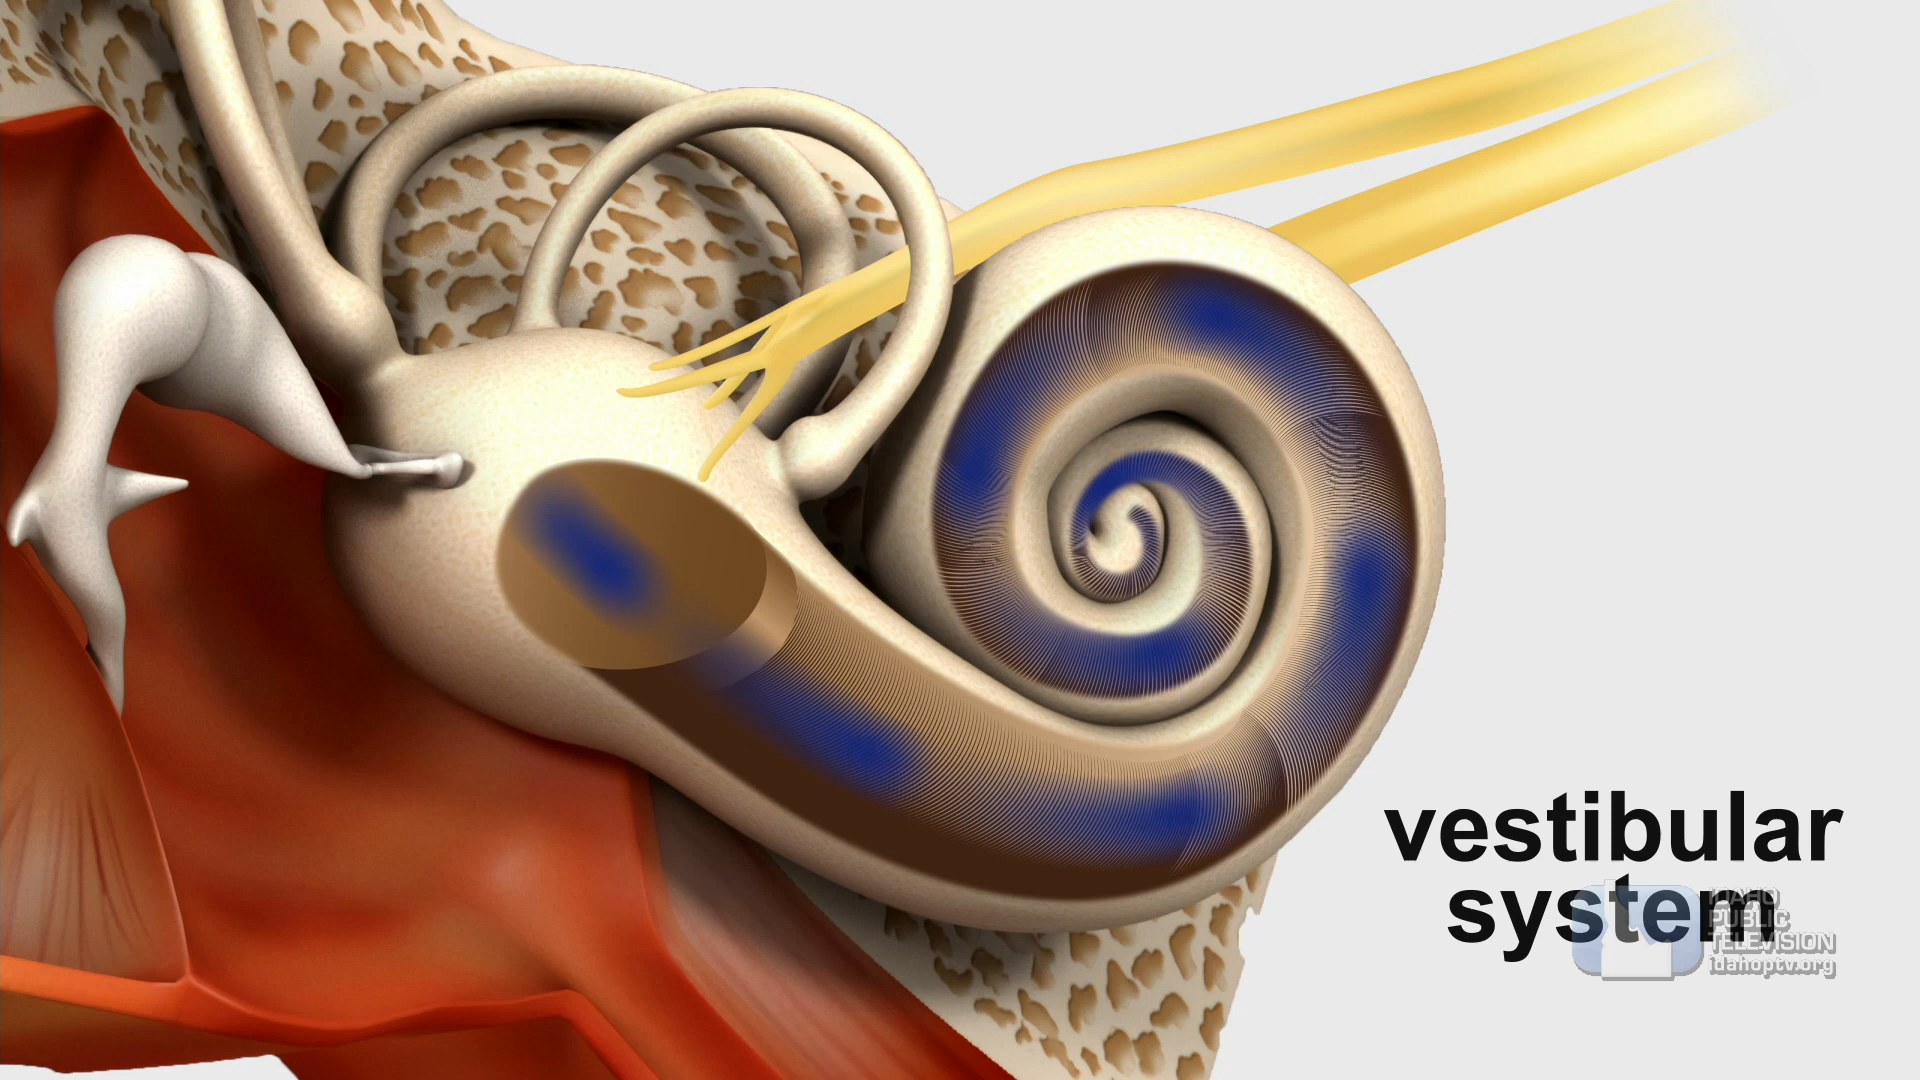 vestibular
system
IDAHO
PUBLIC
TELEVISION
idahoptv.org